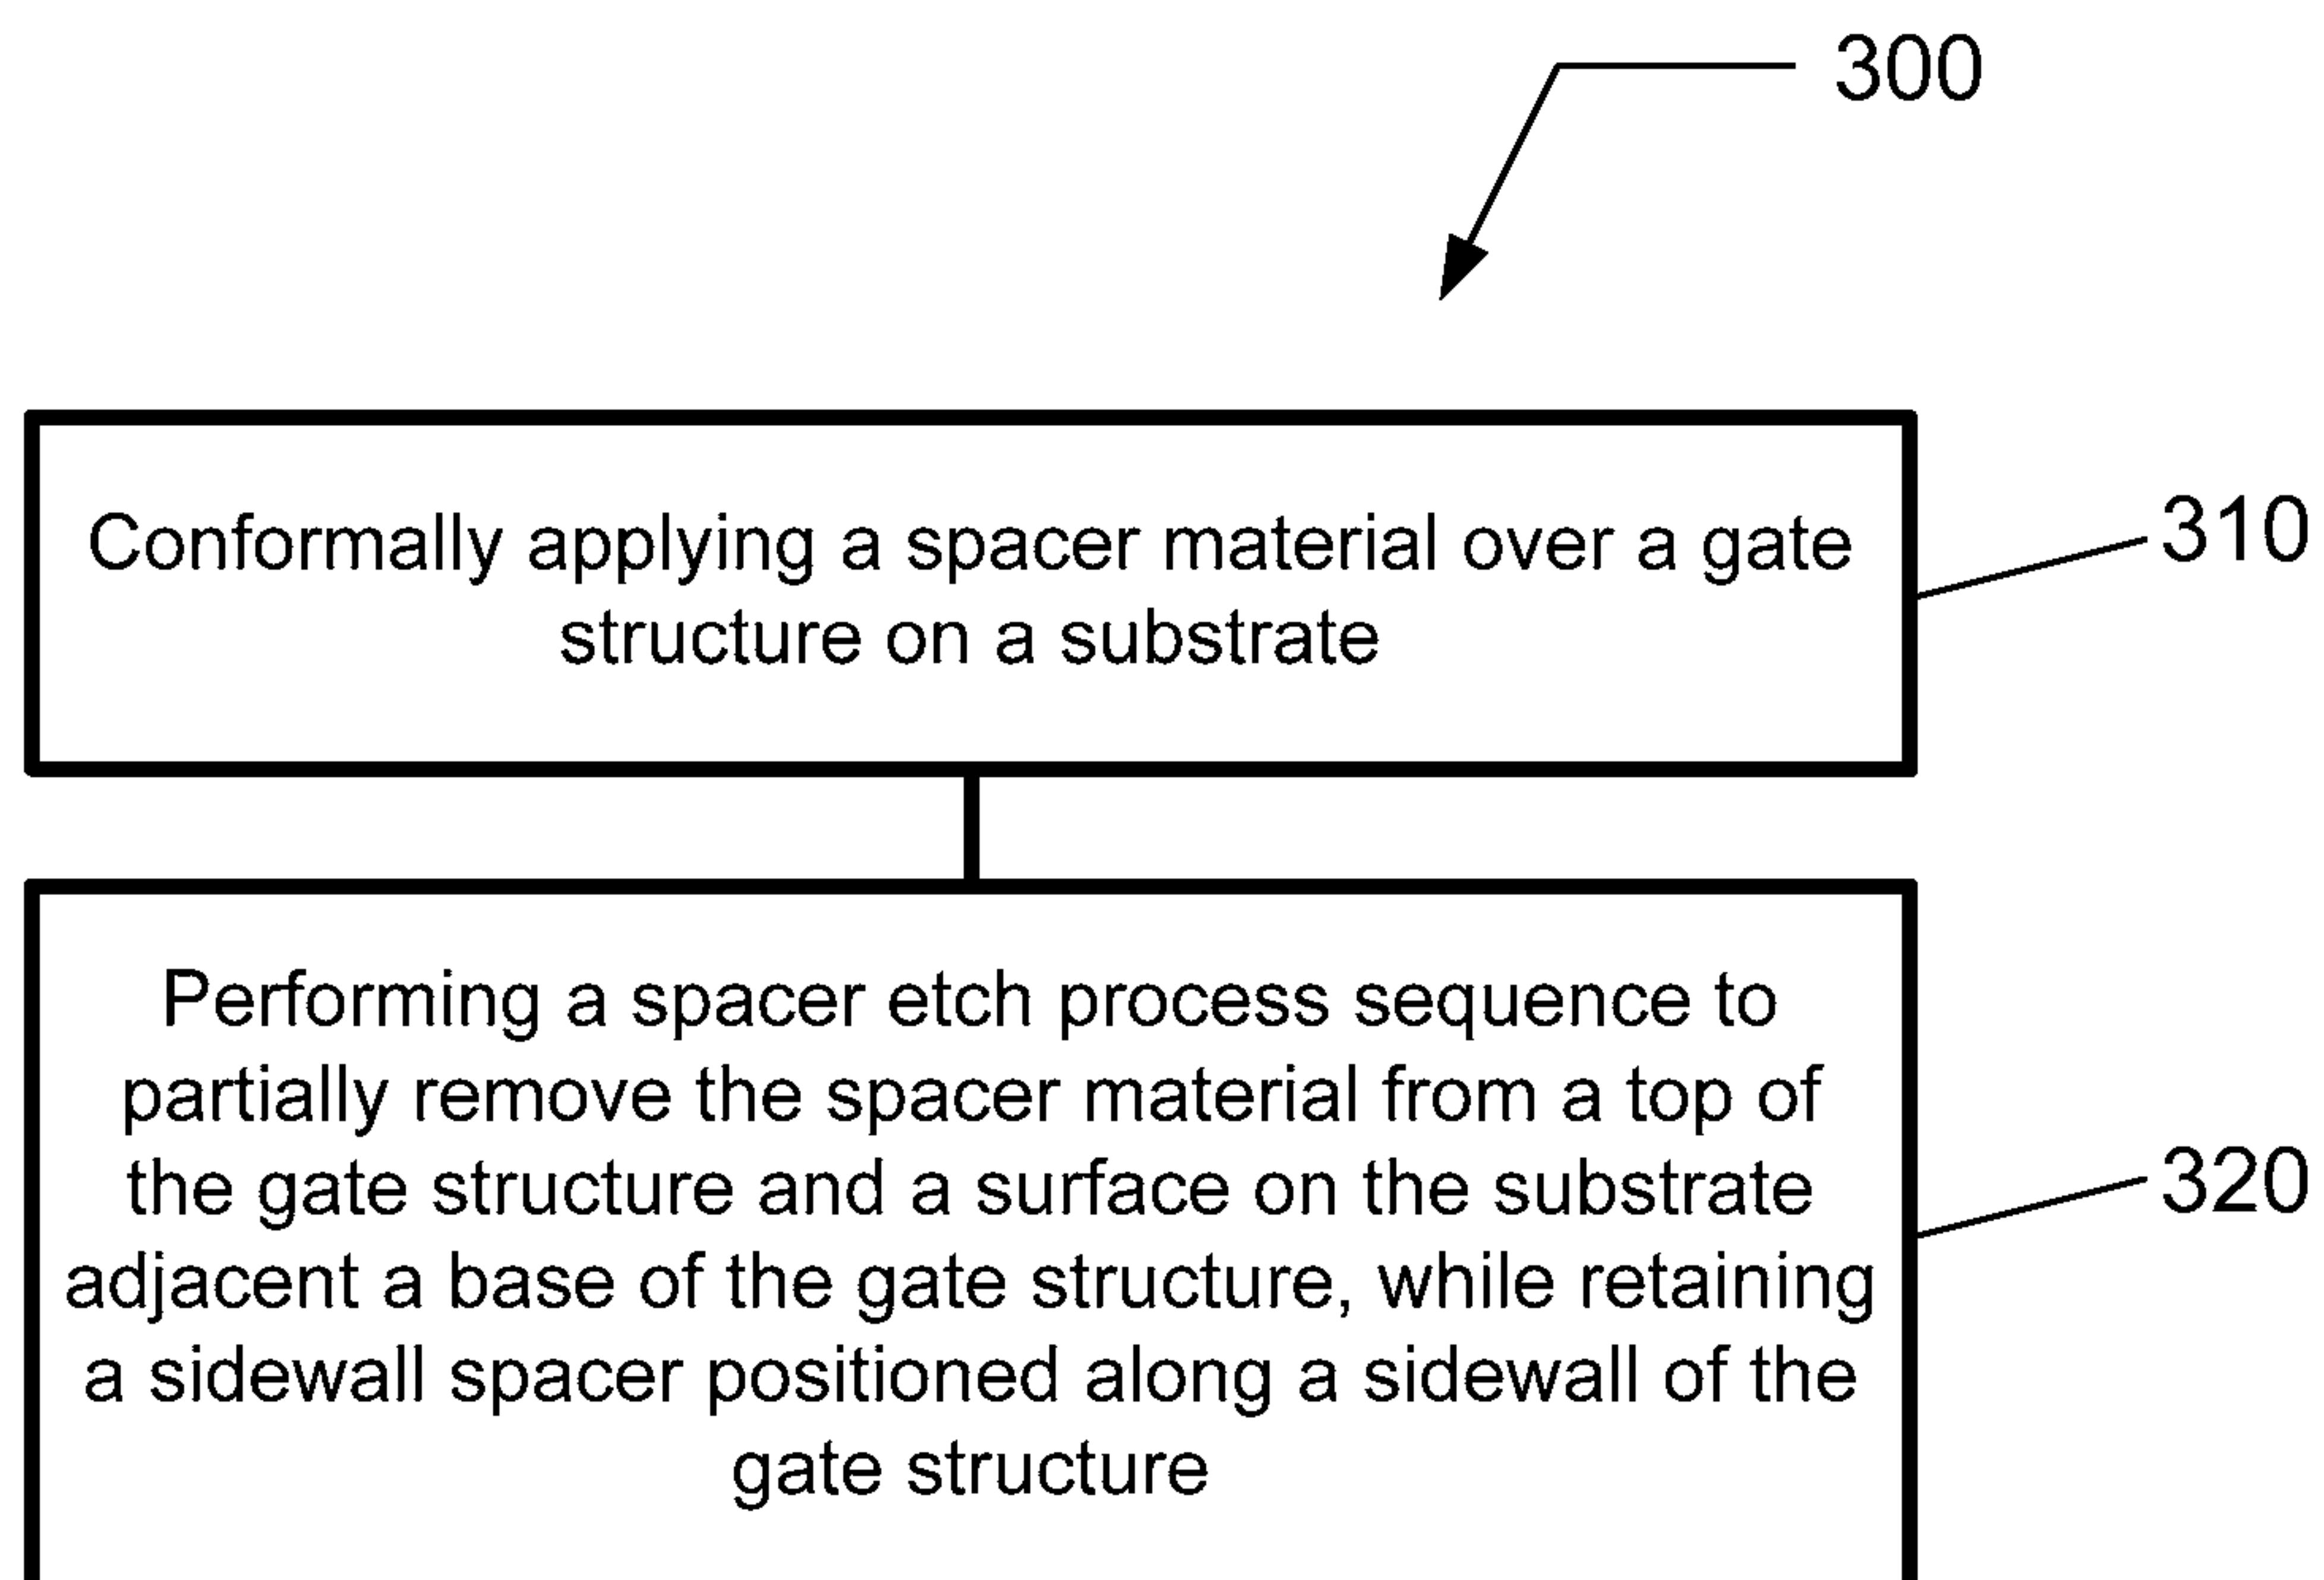 300
Conformally applying a spacer material over a gate
structure on a substrate
310
Performing a spacer etch process sequence to
partially remove the spacer material from a top of
the gate structure and a surface on the substrate
adjacent a base of the gate structure, while retaining
a sidewall spacer positioned along a sidewall of the
gate structure
320